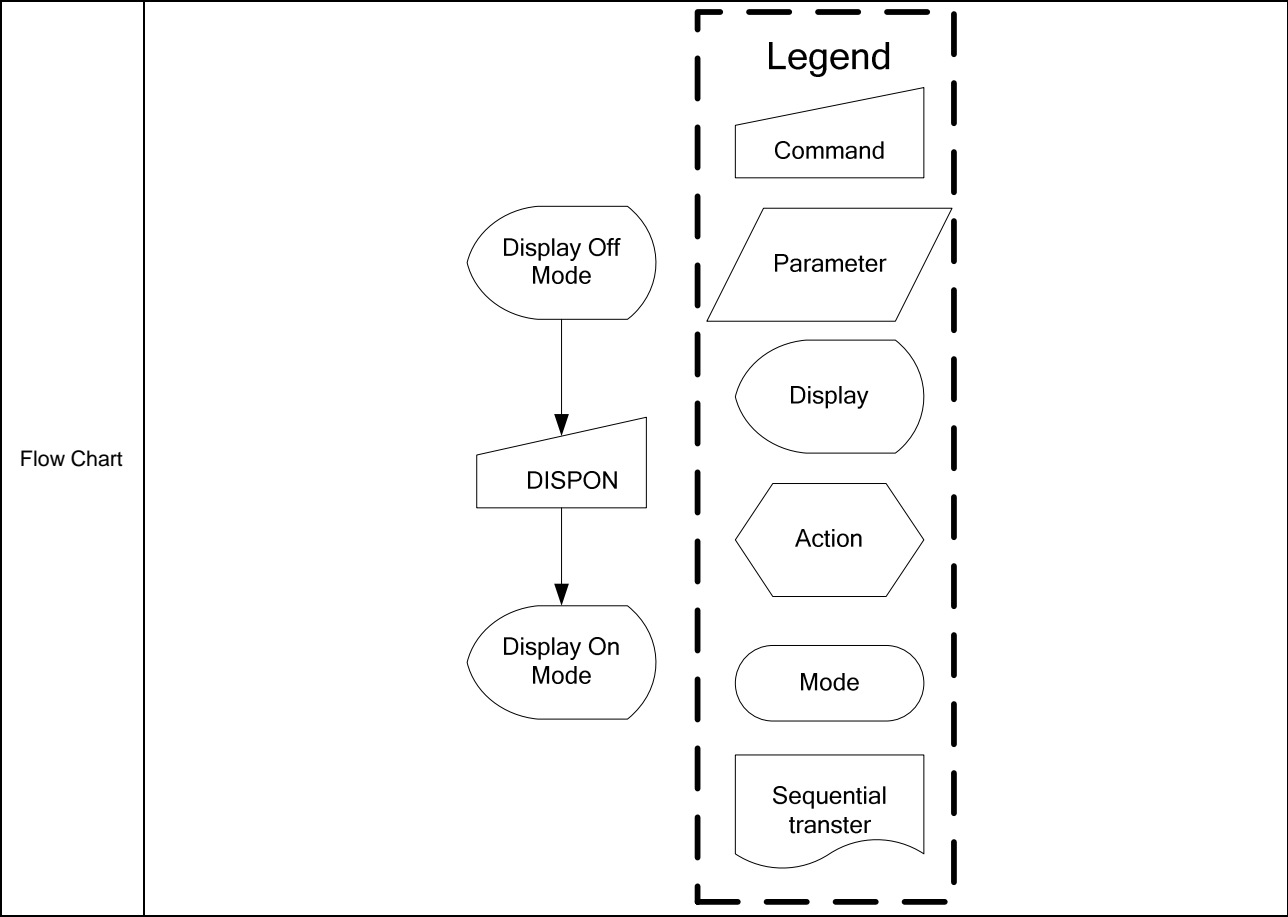 Flow Chart
Display Off
Mode
DISPON
Display On
Mode
Legend
Command
Parameter
Display
Action
Mode
Sequential
transter